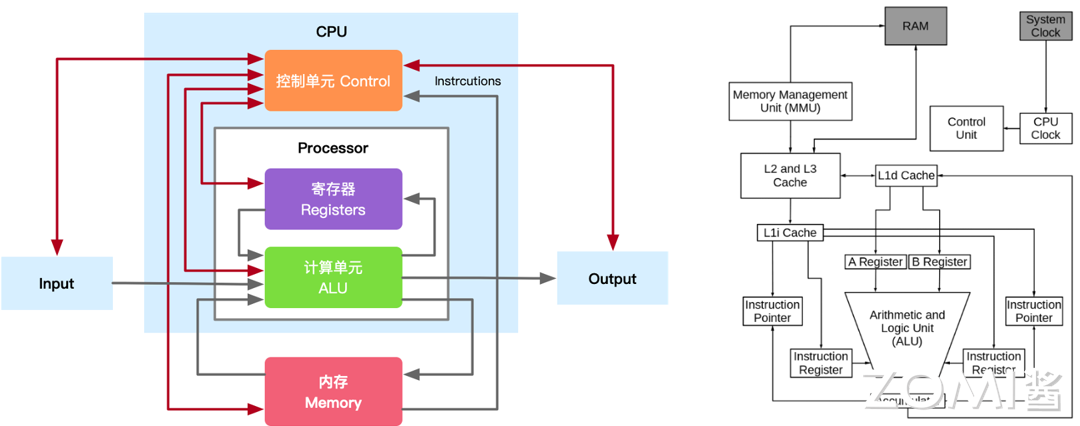 CPU
控制单元 Control
Instrcutions
Processor
寄存器
Registers
计算单元
ALU
Input
Output
内存
Memory
RAM
System
Clock
Memory Management
Unit (MMU)
Control
Unit
CPU
Clock
L2 and L3
Cache
L1d Cache
L1i Cache
A Register
B Register
Instruction
Pointer
Arithmetic and
Logic Unit
(ALU)
Instruction
Pointer
Instruction
Register
Instruction
Register
Accumulator
ZOMI酱